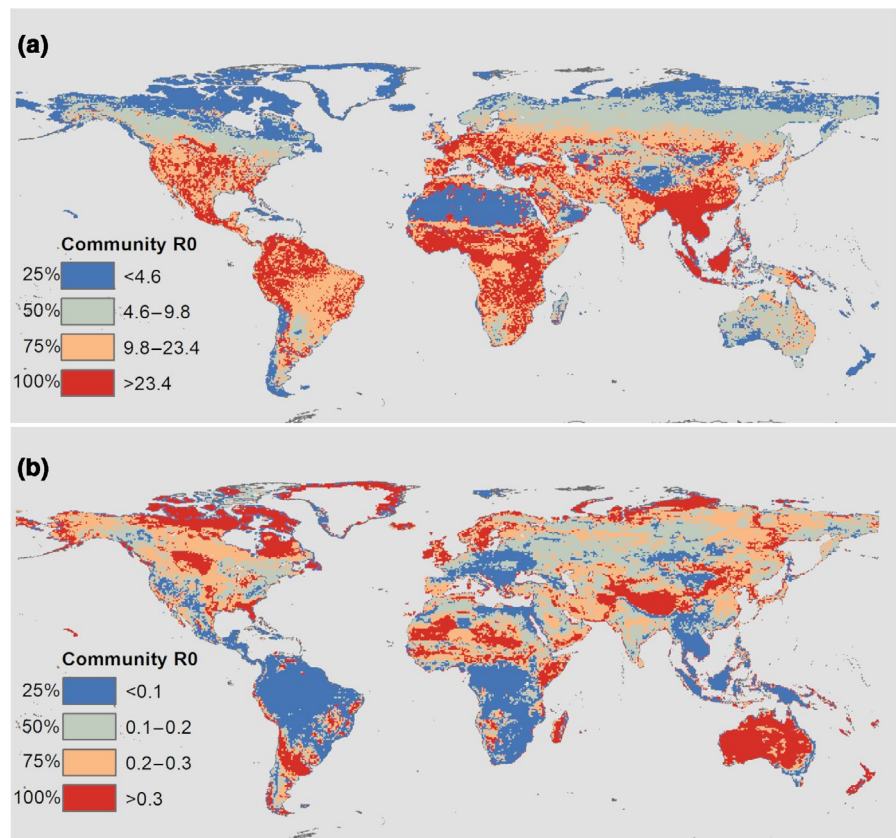 (a)
Community R0
25% <4.6
50% 4.6–9.8
75% 9.8–23.4
100% >23.4
(b)
Community R0
25% <0.1
50% 0.1–0.2
75% 0.2–0.3
100% >0.3